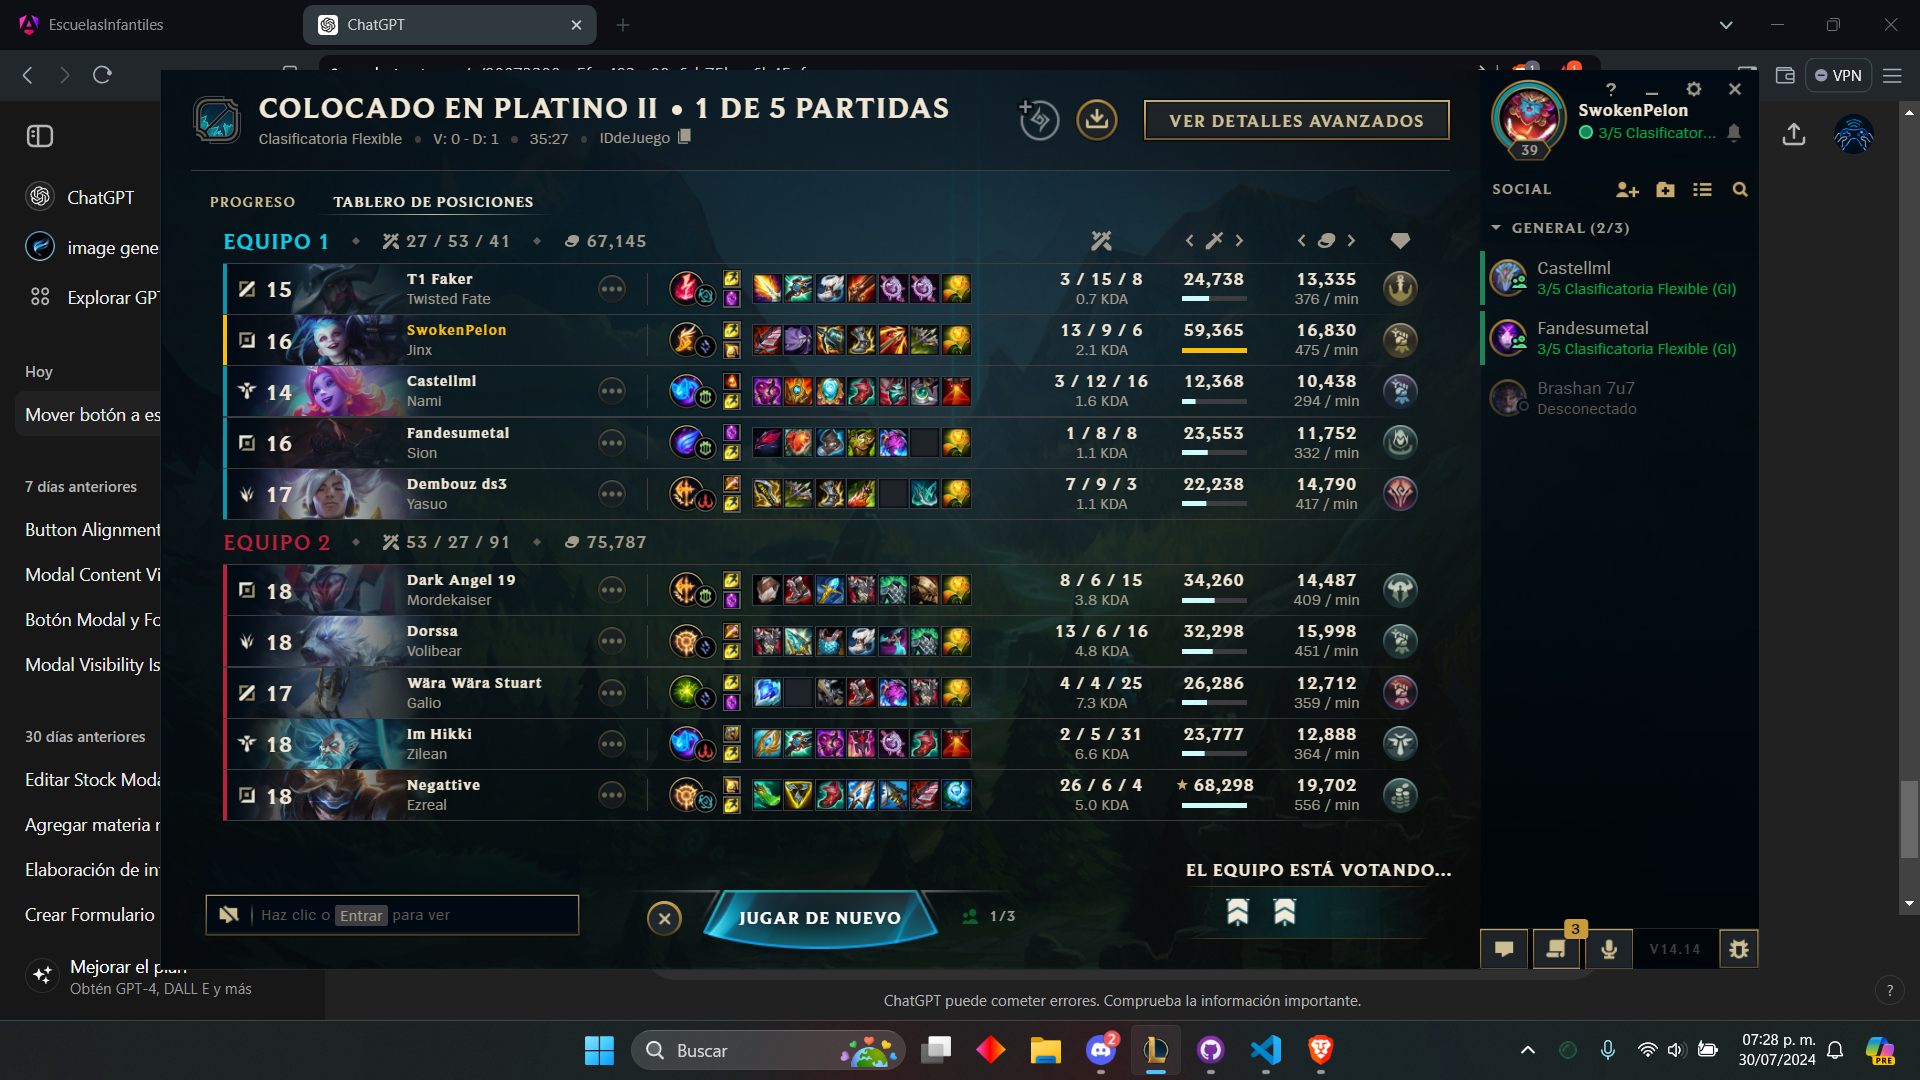 EscuelasInfantiles
ChatGPT
VPN
COLOCADO EN PLATINO II • 1 DE 5 PARTIDAS
Clasificatoria Flexible • V: 0 - D: 1 • 35:27 • IDdeJuego
VER DETALLES AVANZADOS
39
SwokenPelon
3/5 Clasificator...
SOCIAL
GENERAL (2/3)
Castellml
3/5 Clasificatoria Flexible (GI)
Fandesumetal
3/5 Clasificatoria Flexible (GI)
Brashan 7u7
Desconectado
ChatGPT
image gene
Explorar GPT
Hoy
Mover botón a es
7 días anteriores
Button Alignment
Modal Content Vi
Botón Modal y Fo
Modal Visibility Is
30 días anteriores
Editar Stock Moda
Agregar materia r
Elaboración de in
Crear Formulario
Mejorar el plan
Obtén GPT-4, DALL E y más
PROGRESO
TABLERO DE POSICIONES
EQUIPO 1 • 27 / 53 / 41 • 67,145
15 T1 Faker 3 / 15 / 8 24,738 13,335
Twisted Fate 0.7 KDA 376 / min
16 SwokenPelon 13 / 9 / 6 59,365 16,830
Jinx 2.1 KDA 475 / min
14 Castellml 3 / 12 / 16 12,368 10,438
Nami 1.6 KDA 294 / min
16 Fandesumetal 1 / 8 / 8 23,553 11,752
Sion 1.1 KDA 332 / min
17 Dembouz ds3 7 / 9 / 3 22,238 14,790
Yasuo 1.1 KDA 417 / min
EQUIPO 2 • 53 / 27 / 91 • 75,787
18 Dark Angel 19 8 / 6 / 15 34,260 14,487
Mordekaiser 3.8 KDA 409 / min
18 Dorssa 13 / 6 / 16 32,298 15,998
Volibear 4.8 KDA 451 / min
17 Wära Wära Stuart 4 / 4 / 25 26,286 12,712
Galio 7.3 KDA 359 / min
18 Im Hikki 2 / 5 / 31 23,777 12,888
Zilean 6.6 KDA 364 / min
18 Negattive 26 / 6 / 4 68,298 19,702
Ezreal 5.0 KDA 556 / min
EL EQUIPO ESTÁ VOTANDO...
Haz clic o Entrar para ver
JUGAR DE NUEVO
1/3
3
V14.14
ChatGPT puede cometer errores. Comprueba la información importante.
?
Buscar
2
07:28 p. m.
30/07/2024
PRE